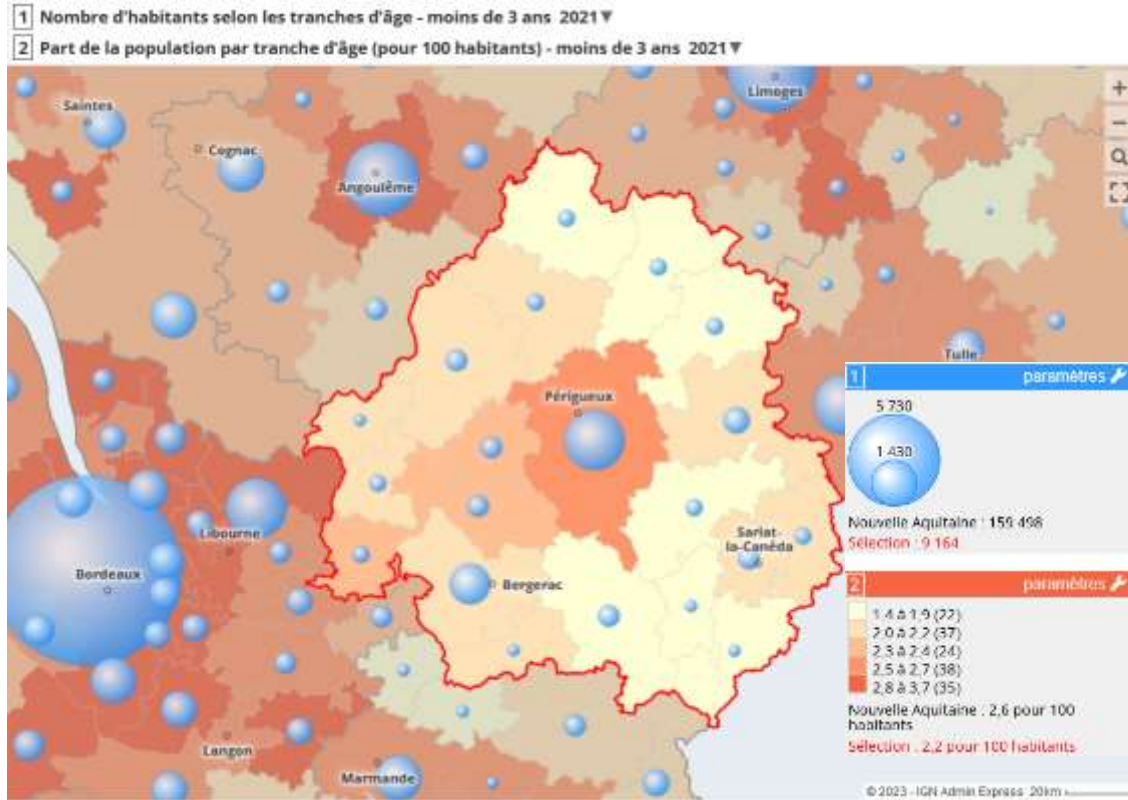 1 Nombre d'habitants selon les tranches d'âge - moins de 3 ans 2021▼
2 Part de la population par tranche d'âge (pour 100 habitants) - moins de 3 ans 2021▼
Saintes
Limoges
Cognac
Angoulême
Tulle
Périgueux
Libourne
Sarlat-
la-Canéda
Bordeaux
Bergerac
Langon
Marmande
+
−
1 paramètres
5 730
1 430
Nouvelle Aquitaine : 159 498
Sélection : 9 164
2 paramètres
1,4 à 1,9 (22)
2,0 à 2,2 (37)
2,3 à 2,4 (24)
2,5 à 2,7 (38)
2,8 à 3,7 (35)
Nouvelle Aquitaine : 2,6 pour 100
habitants
Sélection : 2,2 pour 100 habitants
© 2023 - IGN Admin Express 20km